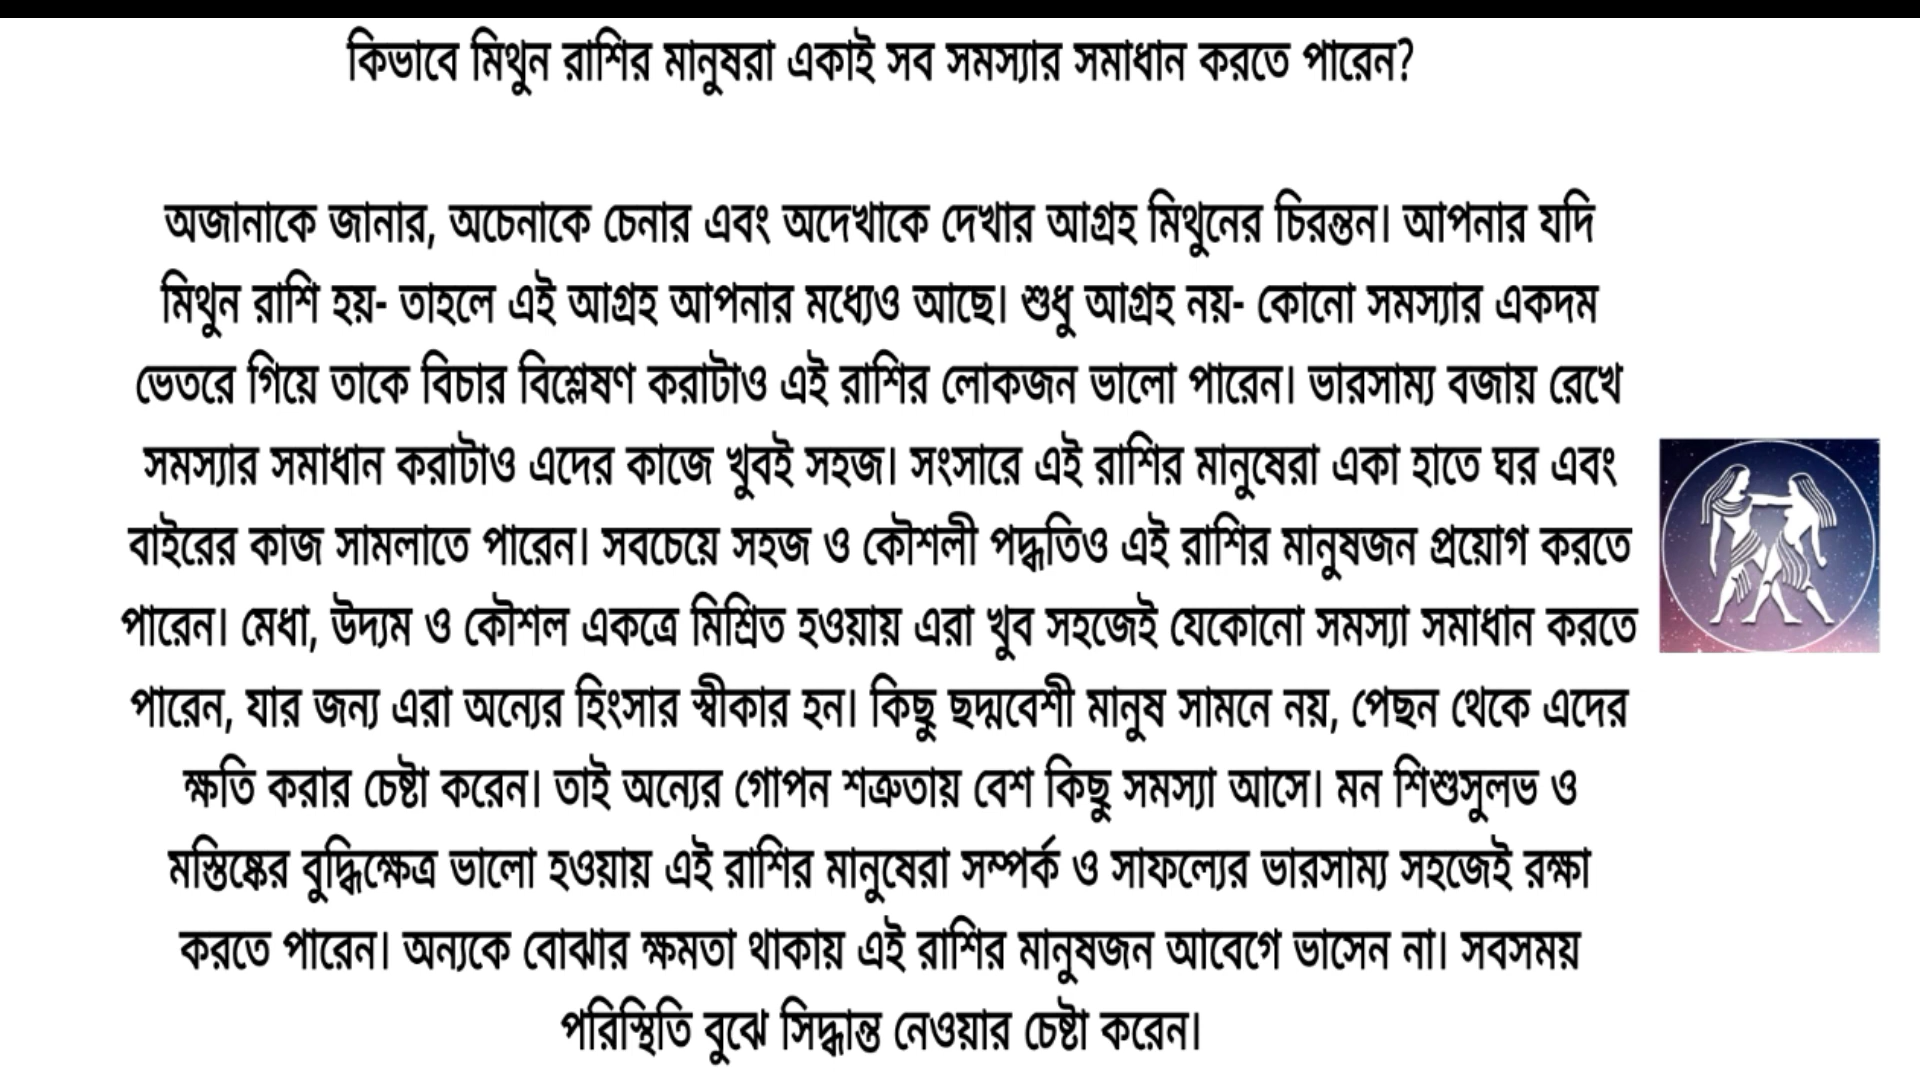 কিভাবে মিথুন রাশির মানুষরা একাই সব সমস্যার সমাধান করতে পারেন?
অজানাকে জানার, অচেনাকে চেনার এবং অদেখাকে দেখার আগ্রহ মিথুনের চিরন্তন। আপনার যদি
মিথুন রাশি হয়- তাহলে এই আগ্রহ আপনার মধ্যেও আছে। শুধু আগ্রহ নয়- কোনো সমস্যার একদম
ভেতরে গিয়ে তাকে বিচার বিশ্লেষণ করাটাও এই রাশির লোকজন ভালো পারেন। ভারসাম্য বজায় রেখে
সমস্যার সমাধান করাটাও এদের কাজে খুবই সহজ। সংসারে এই রাশির মানুষেরা একা হাতে ঘর এবং
বাইরের কাজ সামলাতে পারেন। সবচেয়ে সহজ ও কৌশলী পদ্ধতিও এই রাশির মানুষজন প্রয়োগ করতে
পারেন। মেধা, উদ্যম ও কৌশল একত্রে মিশ্রিত হওয়ায় এরা খুব সহজেই যেকোনো সমস্যা সমাধান করতে
পারেন, যার জন্য এরা অন্যের হিংসার স্বীকার হন। কিছু ছদ্মবেশী মানুষ সামনে নয়, পেছন থেকে এদের
ক্ষতি করার চেষ্টা করেন। তাই অন্যের গোপন শত্রুতায় বেশ কিছু সমস্যা আসে। মন শিশুসুলভ ও
মস্তিষ্কের বুদ্ধিক্ষেত্র ভালো হওয়ায় এই রাশির মানুষেরা সম্পর্ক ও সাফল্যের ভারসাম্য সহজেই রক্ষা
করতে পারেন। অন্যকে বোঝার ক্ষমতা থাকায় এই রাশির মানুষজন আবেগে ভাসেন না। সবসময়
পরিস্থিতি বুঝে সিদ্ধান্ত নেওয়ার চেষ্টা করেন।